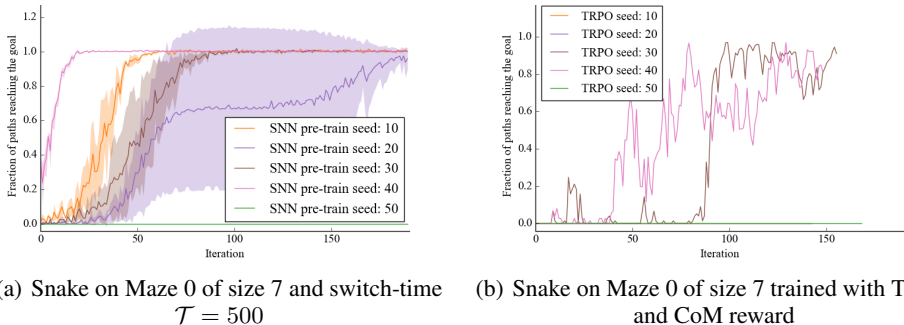 Fraction of paths reaching the goal
1.2
1.0
0.8
0.6
0.4
0.2
0.0
0
50
100
150
Iteration
SNN pre-train seed: 10
SNN pre-train seed: 20
SNN pre-train seed: 30
SNN pre-train seed: 40
SNN pre-train seed: 50
Fraction of paths reaching the goal
1.0
0.8
0.6
0.4
0.2
0.0
0
50
100
150
Iteration
TRPO seed: 10
TRPO seed: 20
TRPO seed: 30
TRPO seed: 40
TRPO seed: 50
a) Snake on Maze 0 of size 7 and switch-time
𝒯 = 500
(b) Snake on Maze 0 of size 7 trained with T
and CoM reward